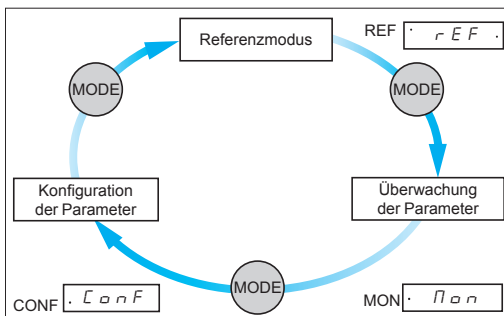 Referenzmodus
REF
rEF
MODE
MODE
Konfiguration
der Parameter
Überwachung
der Parameter
MODE
CONF
ConF
MON
Mon